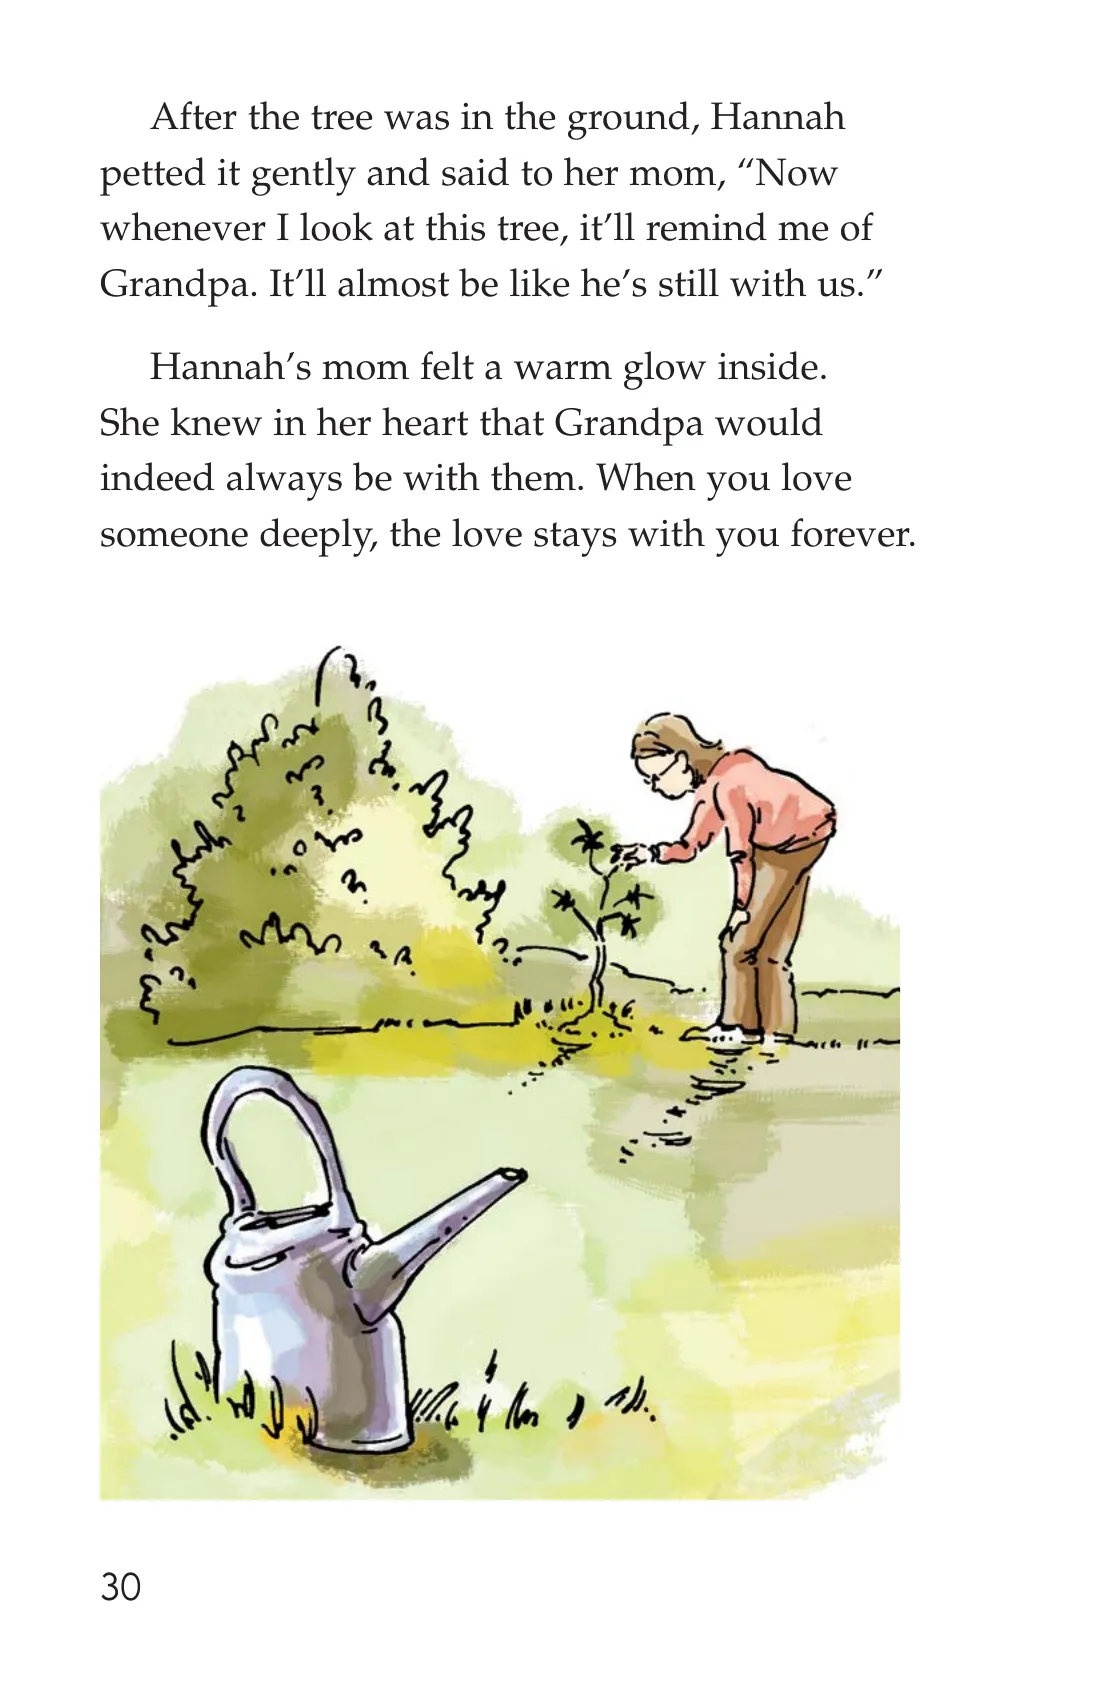 After the tree was in the ground, Hannah
petted it gently and said to her mom, “Now
whenever I look at this tree, it’ll remind me of
Grandpa. It’ll almost be like he’s still with us.”
Hannah’s mom felt a warm glow inside.
She knew in her heart that Grandpa would
indeed always be with them. When you love
someone deeply, the love stays with you forever.
30